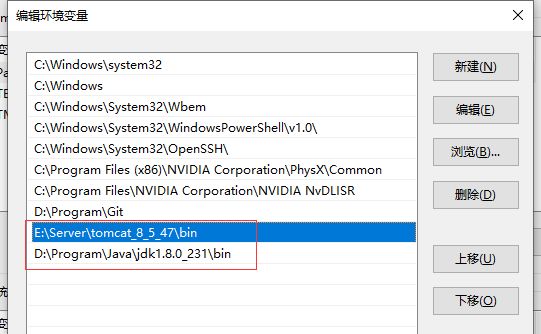 编辑环境变量
C:\Windows\system32
C:\Windows
C:\Windows\System32\Wbem
C:\Windows\System32\WindowsPowerShell\v1.0\
C:\Windows\System32\OpenSSH\
C:\Program Files (x86)\NVIDIA Corporation\PhysX\Common
C:\Program Files\NVIDIA Corporation\NVIDIA NvDLISR
D:\Program\Git
E:\Server\tomcat_8_5_47\bin
D:\Program\Java\jdk1.8.0_231\bin
新建(N)
编辑(E)
浏览(B)...
删除(D)
上移(U)
下移(O)